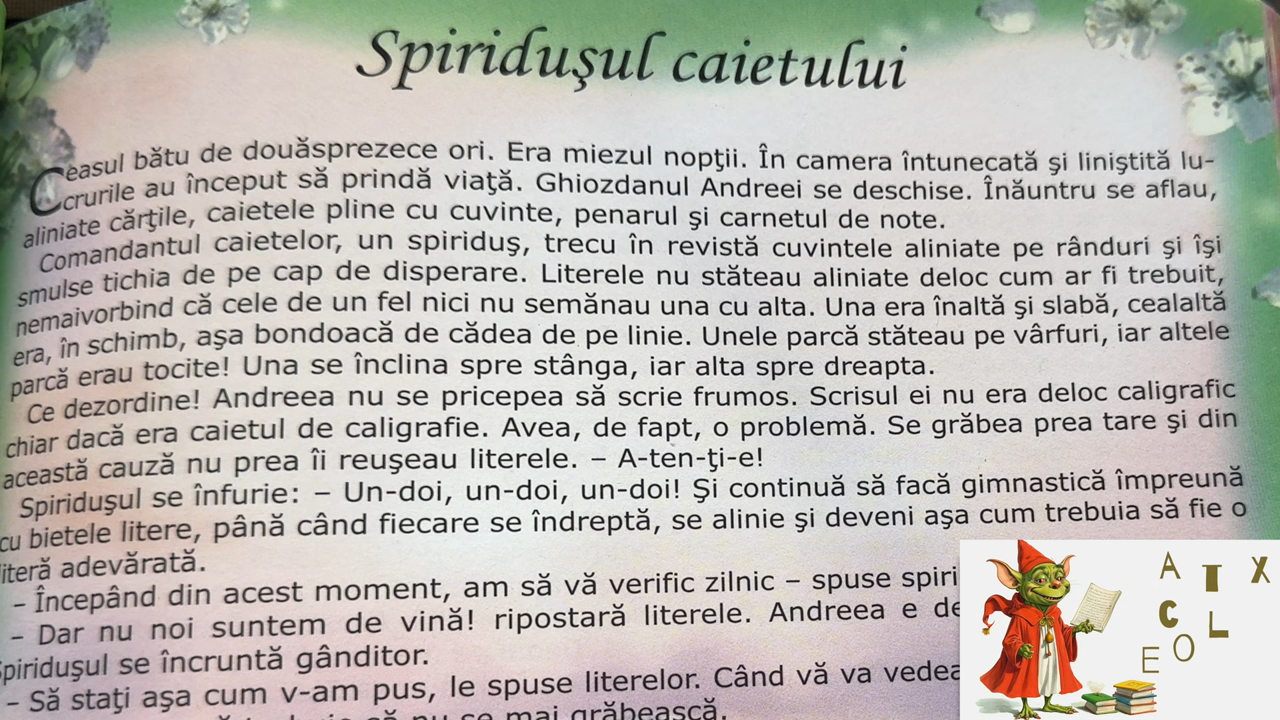 Spiriduşul caietului
Ceasul bătu de douăsprezece ori. Era miezul nopţii. În camera întunecată şi liniştită lu-
crurile au început să prindă viaţă. Ghiozdanul Andreei se deschise. Înăuntru se aflau,
aliniate cărţile, caietele pline cu cuvinte, penarul şi carnetul de note.
Comandantul caietelor, un spiriduş, trecu în revistă cuvintele aliniate pe rânduri şi îşi
smulse tichia de pe cap de disperare. Literele nu stăteau aliniate deloc cum ar fi trebuit,
nemaivorbind că cele de un fel nici nu semănau una cu alta. Una era înaltă şi slabă, cealaltă
era, în schimb, aşa bondoacă de cădea de pe linie. Unele parcă stăteau pe vârfuri, iar altele
parcă erau tocite! Una se înclina spre stânga, iar alta spre dreapta.
Ce dezordine! Andreea nu se pricepea să scrie frumos. Scrisul ei nu era deloc caligrafic
chiar dacă era caietul de caligrafie. Avea, de fapt, o problemă. Se grăbea prea tare şi din
această cauză nu prea îi reuşeau literele. – A-ten-ţi-e!
Spiriduşul se înfurie: – Un-doi, un-doi, un-doi! Şi continuă să facă gimnastică împreună
cu bietele litere, până când fiecare se îndreptă, se alinie şi deveni aşa cum trebuia să fie o
literă adevărată.
– Începând din acest moment, am să vă verific zilnic – spuse spiri
– Dar nu noi suntem de vină! ripostară literele. Andreea e de
Spiriduşul se încruntă gânditor.
– Să staţi aşa cum v-am pus, le spuse literelor. Când vă va vedea
să nu se mai grăbească.
A T X
C L
E O